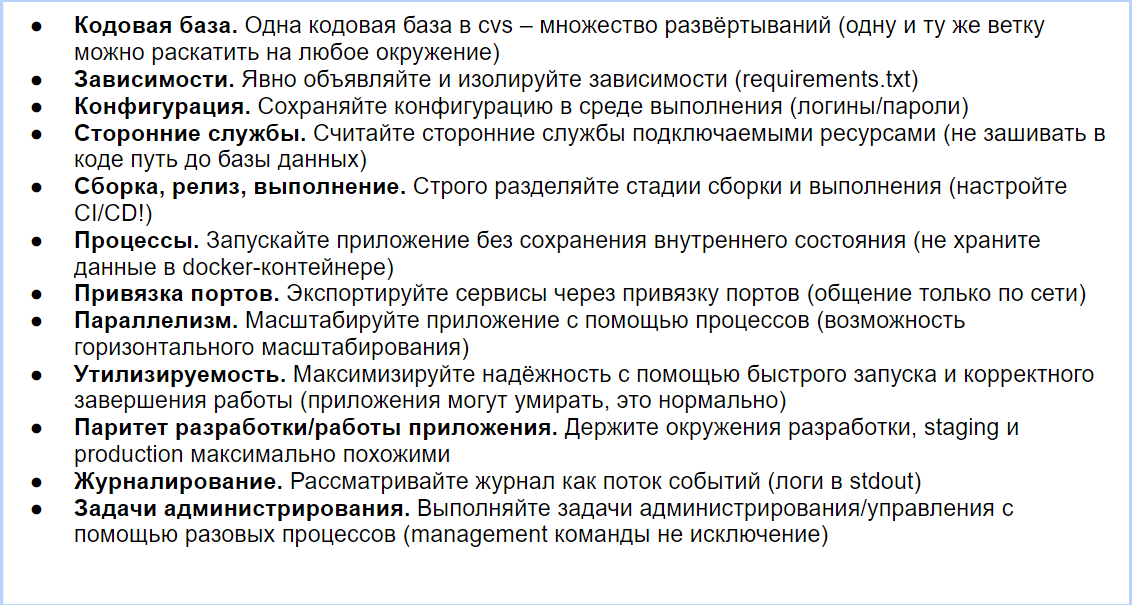 ● Кодовая база. Одна кодовая база в cvs – множество развёртываний (одну и ту же ветку
можно раскатить на любое окружение)
● Зависимости. Явно объявляйте и изолируйте зависимости (requirements.txt)
● Конфигурация. Сохраняйте конфигурацию в среде выполнения (логины/пароли)
● Сторонние службы. Считайте сторонние службы подключаемыми ресурсами (не зашивать в
коде путь до базы данных)
● Сборка, релиз, выполнение. Строго разделяйте стадии сборки и выполнения (настройте
CI/CD!)
● Процессы. Запускайте приложение без сохранения внутреннего состояния (не храните
данные в docker-контейнере)
● Привязка портов. Экспортируйте сервисы через привязку портов (общение только по сети)
● Параллелизм. Масштабируйте приложение с помощью процессов (возможность
горизонтального масштабирования)
● Утилизируемость. Максимизируйте надёжность с помощью быстрого запуска и корректного
завершения работы (приложения могут умирать, это нормально)
● Паритет разработки/работы приложения. Держите окружения разработки, staging и
production максимально похожими
● Журналирование. Рассматривайте журнал как поток событий (логи в stdout)
● Задачи администрирования. Выполняйте задачи администрирования/управления с
помощью разовых процессов (management команды не исключение)